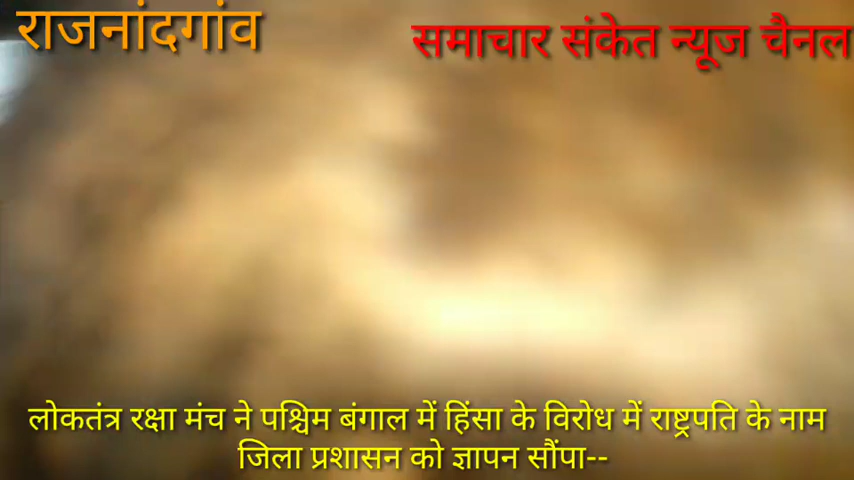 राजनांदगांव
समाचार संकेत न्यूज चैनल
लोकतंत्र रक्षा मंच ने पश्चिम बंगाल में हिंसा के विरोध में राष्ट्रपति के नाम
जिला प्रशासन को ज्ञापन सौंपा--